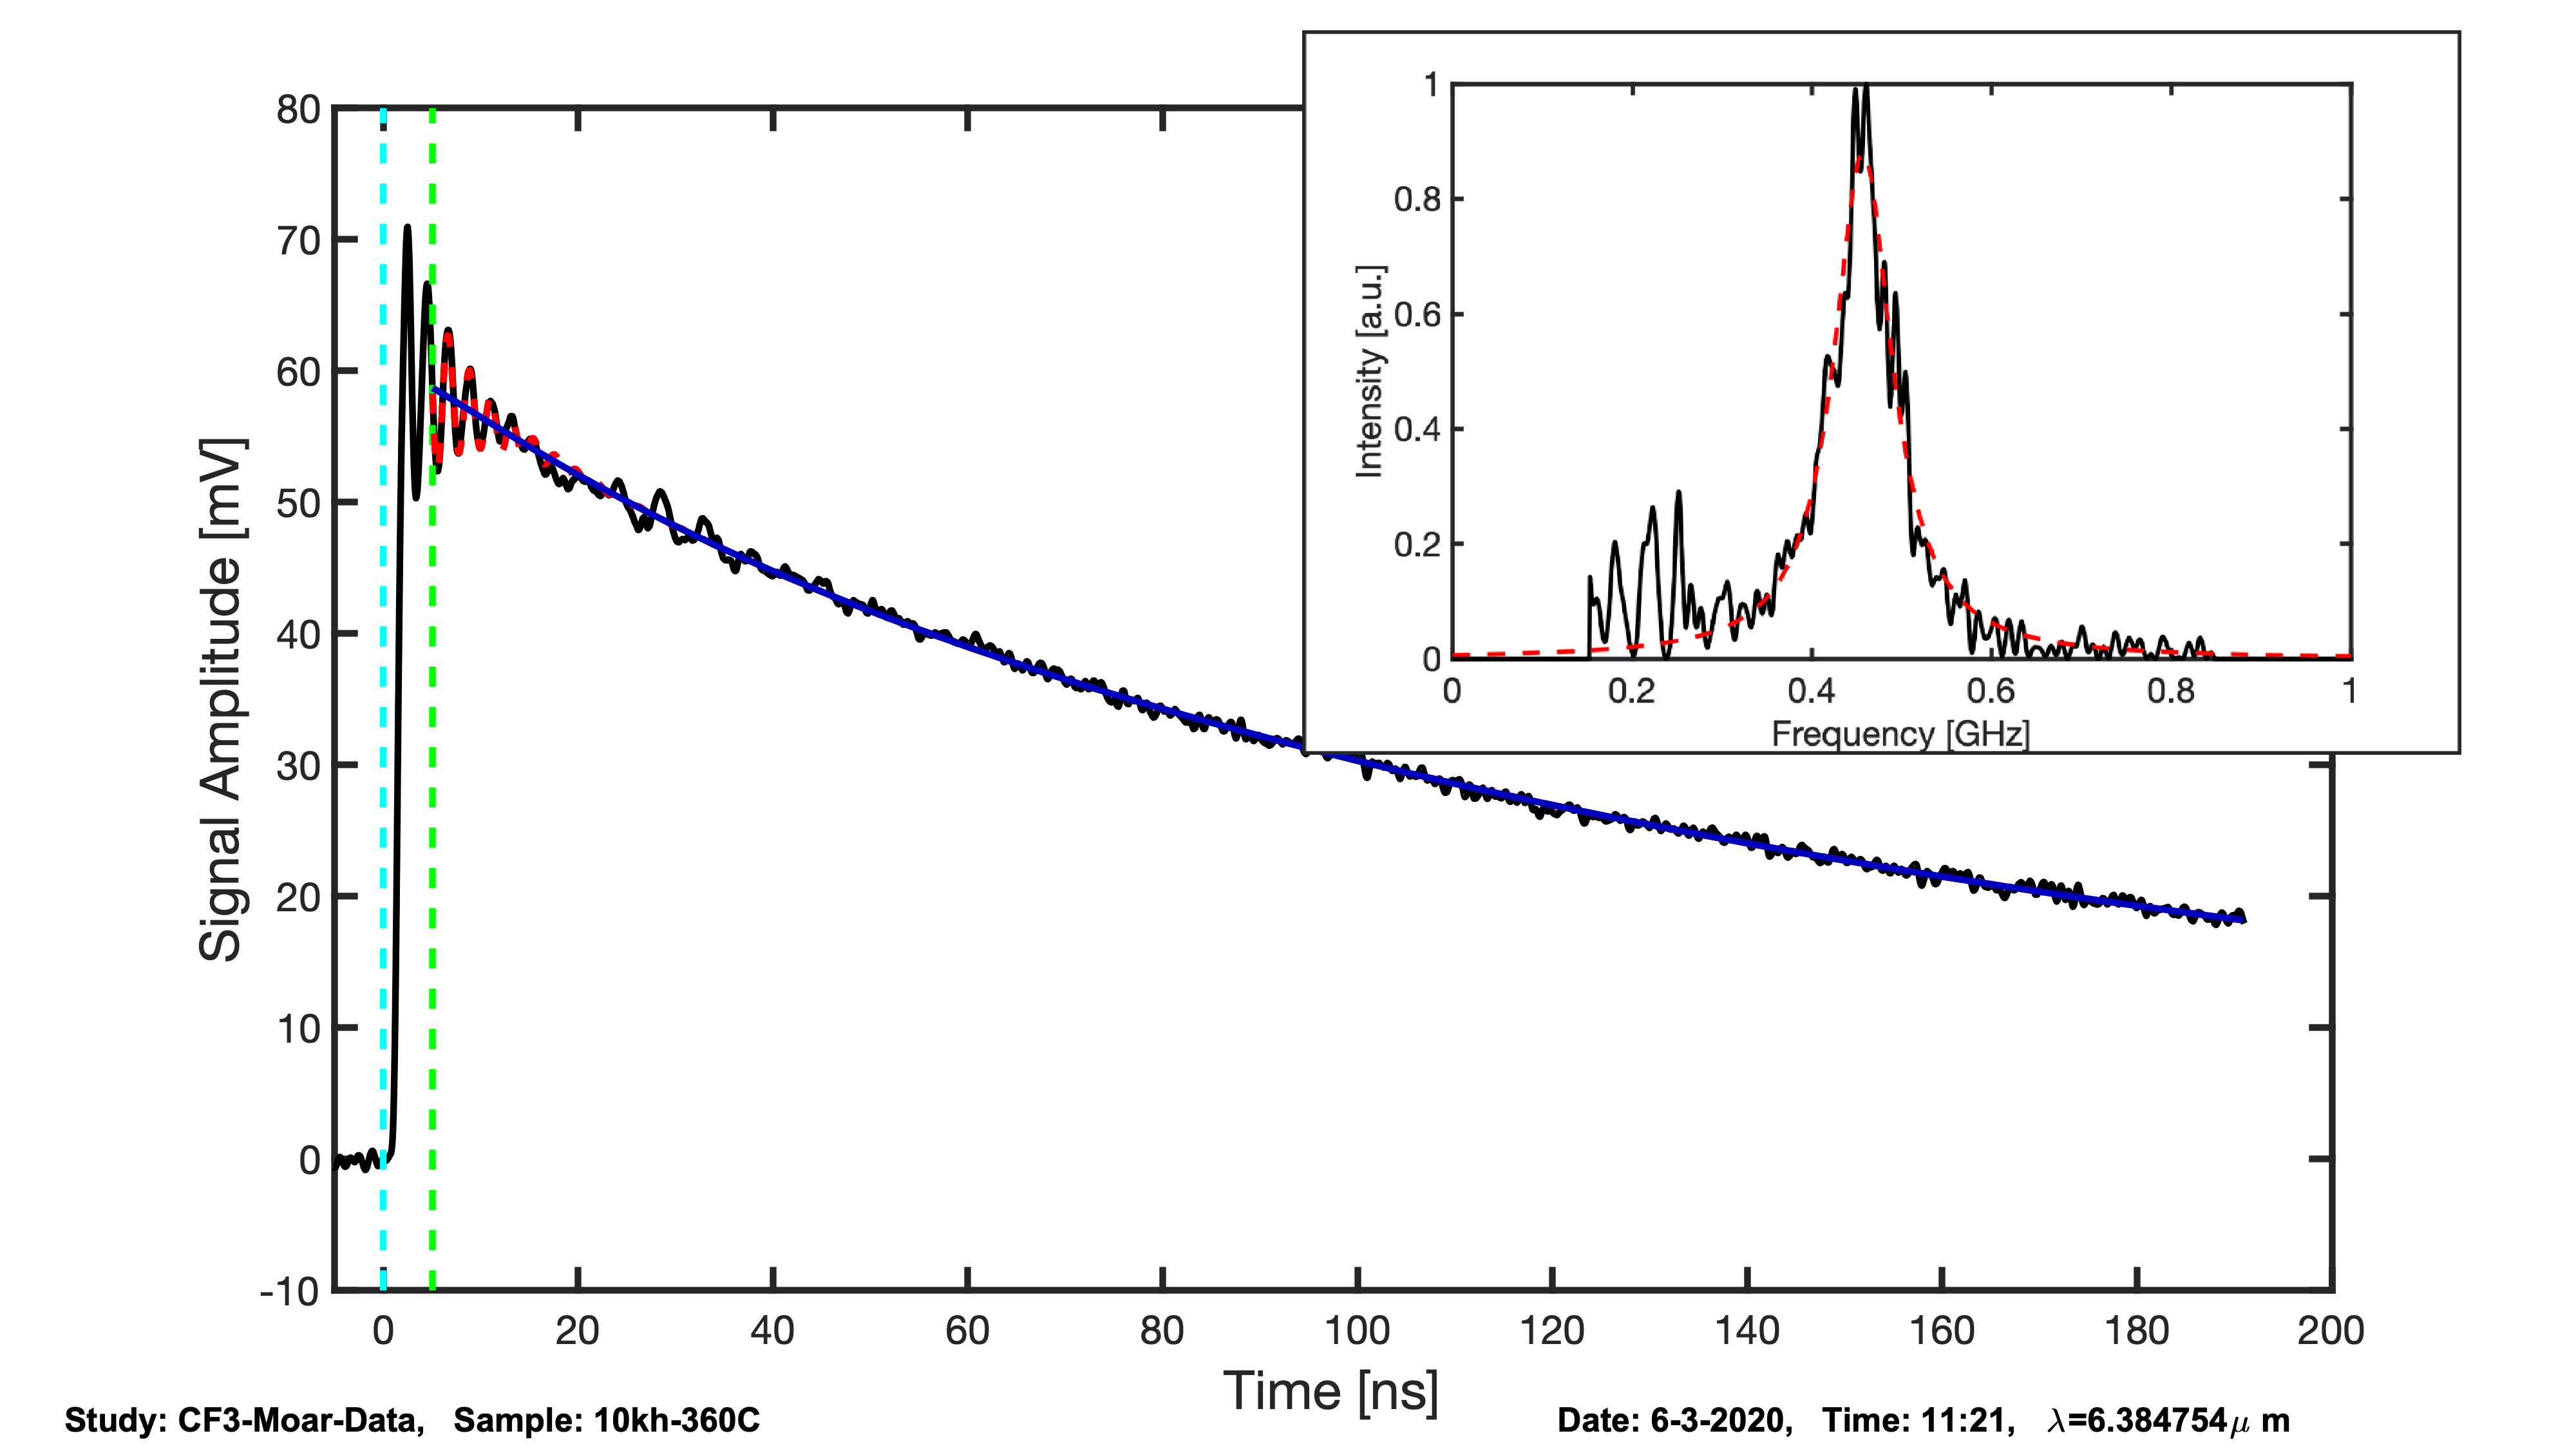 1
0.8
0.6
0.4
0.2
0
0 0.2 0.4 0.6 0.8 1
Intensity [a.u.]
Frequency [GHz]
80
70
60
50
40
30
20
10
0
-10
0 20 40 60 80 100 120 140 160 180 200
Signal Amplitude [mV]
Time [ns]
Study: CF3-Moar-Data, Sample: 10kh-360C
Date: 6-3-2020, Time: 11:21, λ=6.384754μ m